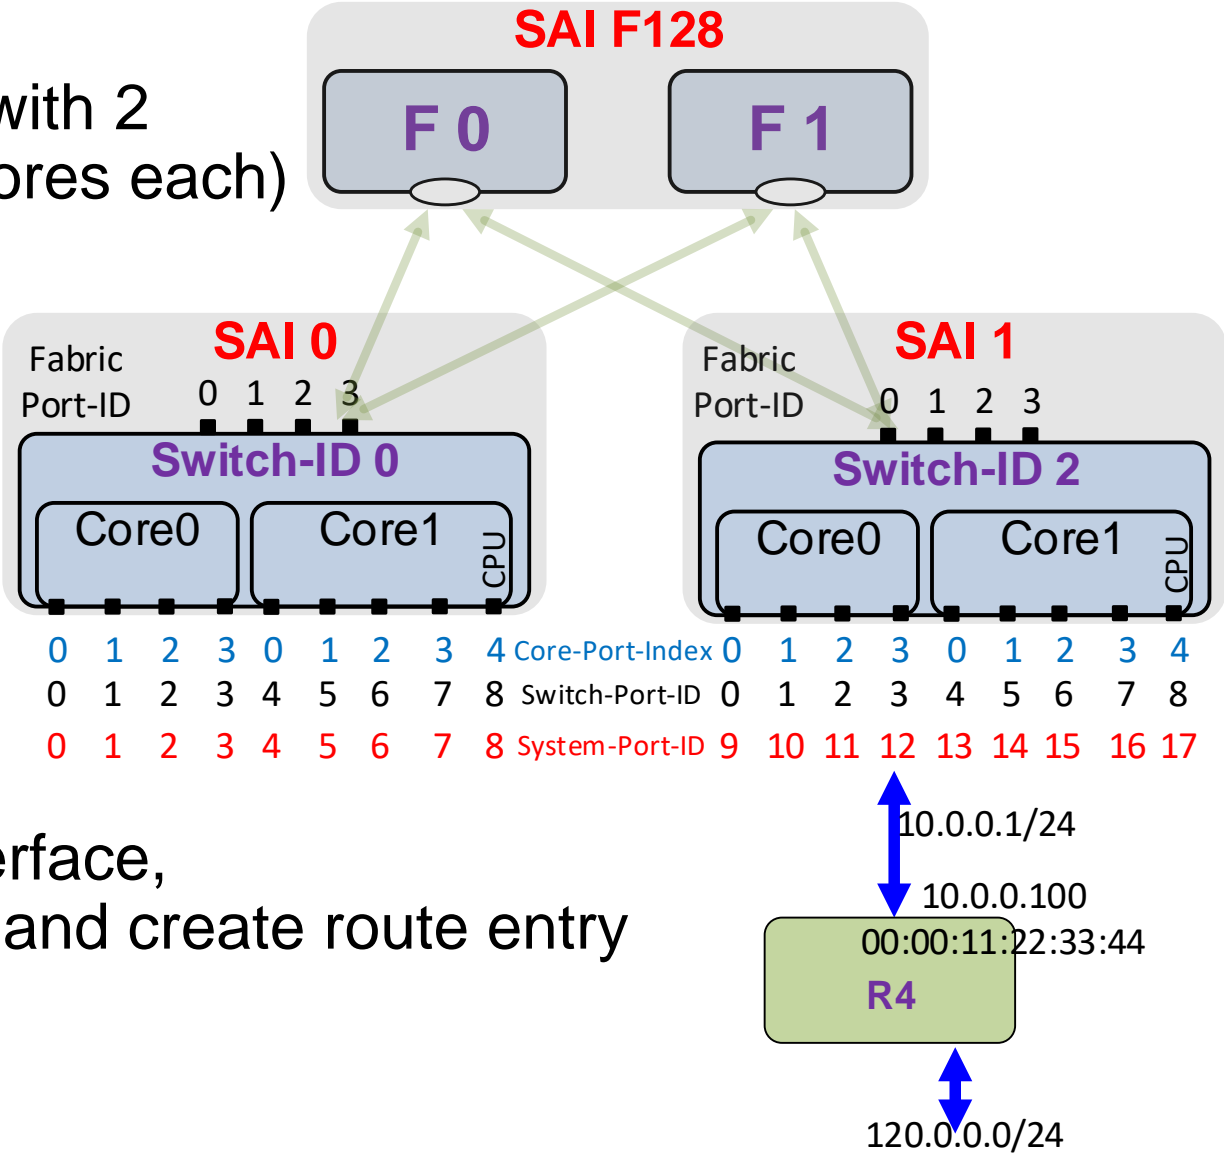 SAI F128
F 0
F 1
with 2
ores each)
SAI 0
Fabric
Port-ID
0 1 2 3
Switch-ID 0
Core0
Core1
CPU
SAI 1
Fabric
Port-ID
0 1 2 3
Switch-ID 2
Core0
Core1
CPU
0 1 2 3 0 1 2 3 4 Core-Port-Index 0 1 2 3 0 1 2 3 4
0 1 2 3 4 5 6 7 8 Switch-Port-ID 0 1 2 3 4 5 6 7 8
0 1 2 3 4 5 6 7 8 System-Port-ID 9 10 11 12 13 14 15 16 17
10.0.0.1/24
erface,
and create route entry
10.0.0.100
00:00:11:22:33:44
R4
120.0.0.0/24